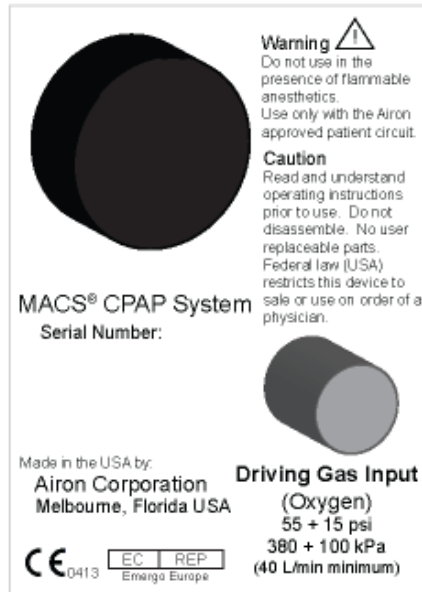 Warning
Do not use in the
presence of flammable
anesthetics.
Use only with the Airon
approved patient circuit.
Caution
Read and understand
operating instructions
prior to use. Do not
disassemble. No user
replaceable parts.
Federal law (USA)
restricts this device to
sale or use on order of a
physician.
MACS® CPAP System
Serial Number:
Made in the USA by:
Airon Corporation
Melbourne, Florida USA
CE 0413
EC REP
Emergo Europe
Driving Gas Input
(Oxygen)
55 + 15 psi
380 + 100 kPa
(40 L/min minimum)